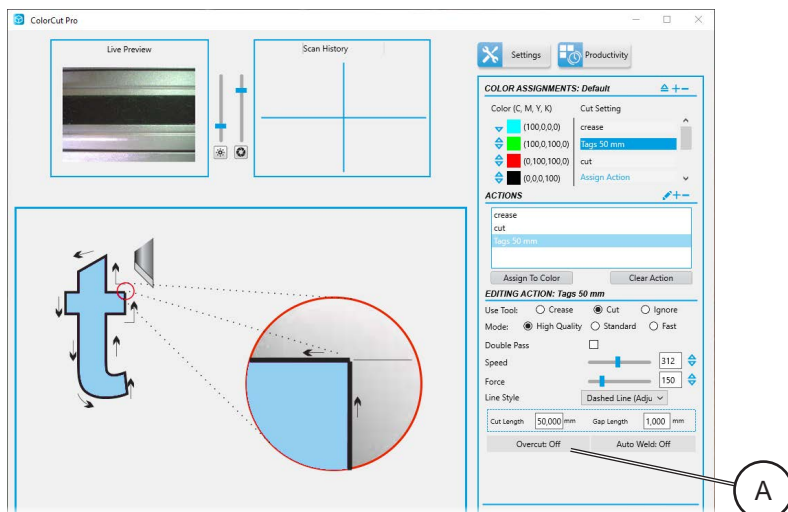 ColorCut Pro
Live Preview
Scan History
Settings
Productivity
COLOR ASSIGNMENTS: Default
Color (C, M, Y, K) Cut Setting
(100,0,0,0) crease
(100,0,100,0) Tags 50 mm
(0,100,100,0) cut
(0,0,0,100) Assign Action
ACTIONS
crease
cut
Tags 50 mm
Assign To Color Clear Action
EDITING ACTION: Tags 50 mm
Use Tool: Crease Cut Ignore
Mode: High Quality Standard Fast
Double Pass
Speed 312
Force 150
Line Style Dashed Line (Adju
Cut Length 50,000 mm Gap Length 1,000 mm
Overcut: Off Auto Weld: Off
A
t